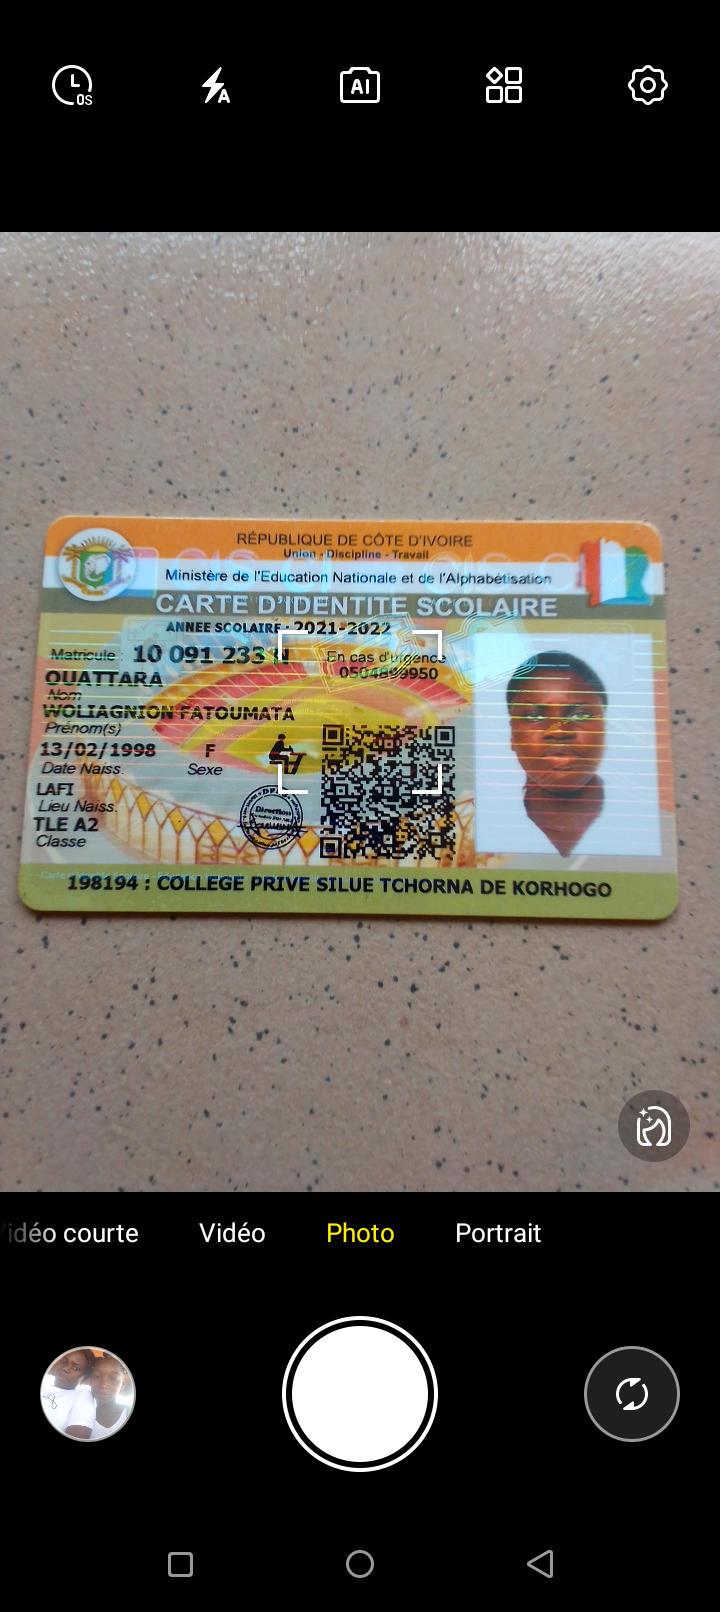 OS
A
AI
RÉPUBLIQUE DE CÔTE D'IVOIRE
Union - Discipline - Travail
Ministère de l'Education Nationale et de l'Alphabétisation
CARTE D'IDENTITE SCOLAIRE
ANNEE SCOLAIRE : 2021-2022
Matricule : 10 091 233 N
En cas d'urgence
OUATTARA
Nom
WOLIAGNION FATOUMATA
Prénom(s)
13/02/1998 F
Date Naiss. Sexe
LAFI
Lieu Naiss.
TLE A2
Classe
Direction
198194 : COLLEGE PRIVE SILUE TCHORNA DE KORHOGO
idéo courte Vidéo Photo Portrait